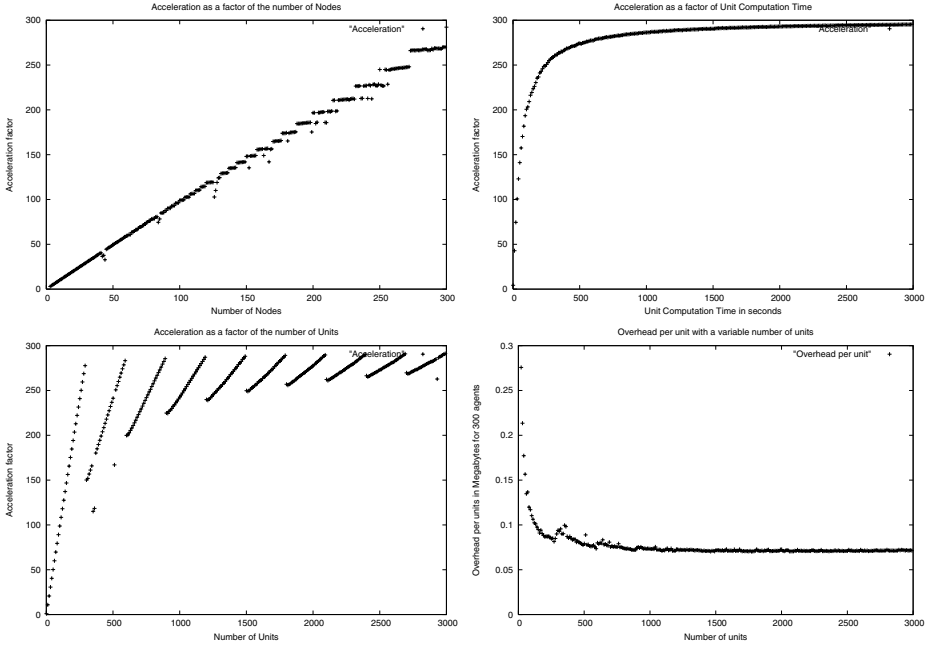 Acceleration as a factor of the number of Nodes
"Acceleration"
300
250
200
150
100
50
0
0 50 100 150 200 250 300
Acceleration factor
Number of Nodes
Acceleration as a factor of Unit Computation Time
Acceleration
300
250
200
150
100
50
0
0 500 1000 1500 2000 2500 3000
Acceleration factor
Unit Computation Time in seconds
Acceleration as a factor of the number of Units
"Acceleration"
300
250
200
150
100
50
0
0 500 1000 1500 2000 2500 3000
Acceleration factor
Number of Units
Overhead per unit with a variable number of units
"Overhead per unit"
0.3
0.25
0.2
0.15
0.1
0.05
0
0 500 1000 1500 2000 2500 3000
Overhead per units in Megabytes for 300 agents
Number of units